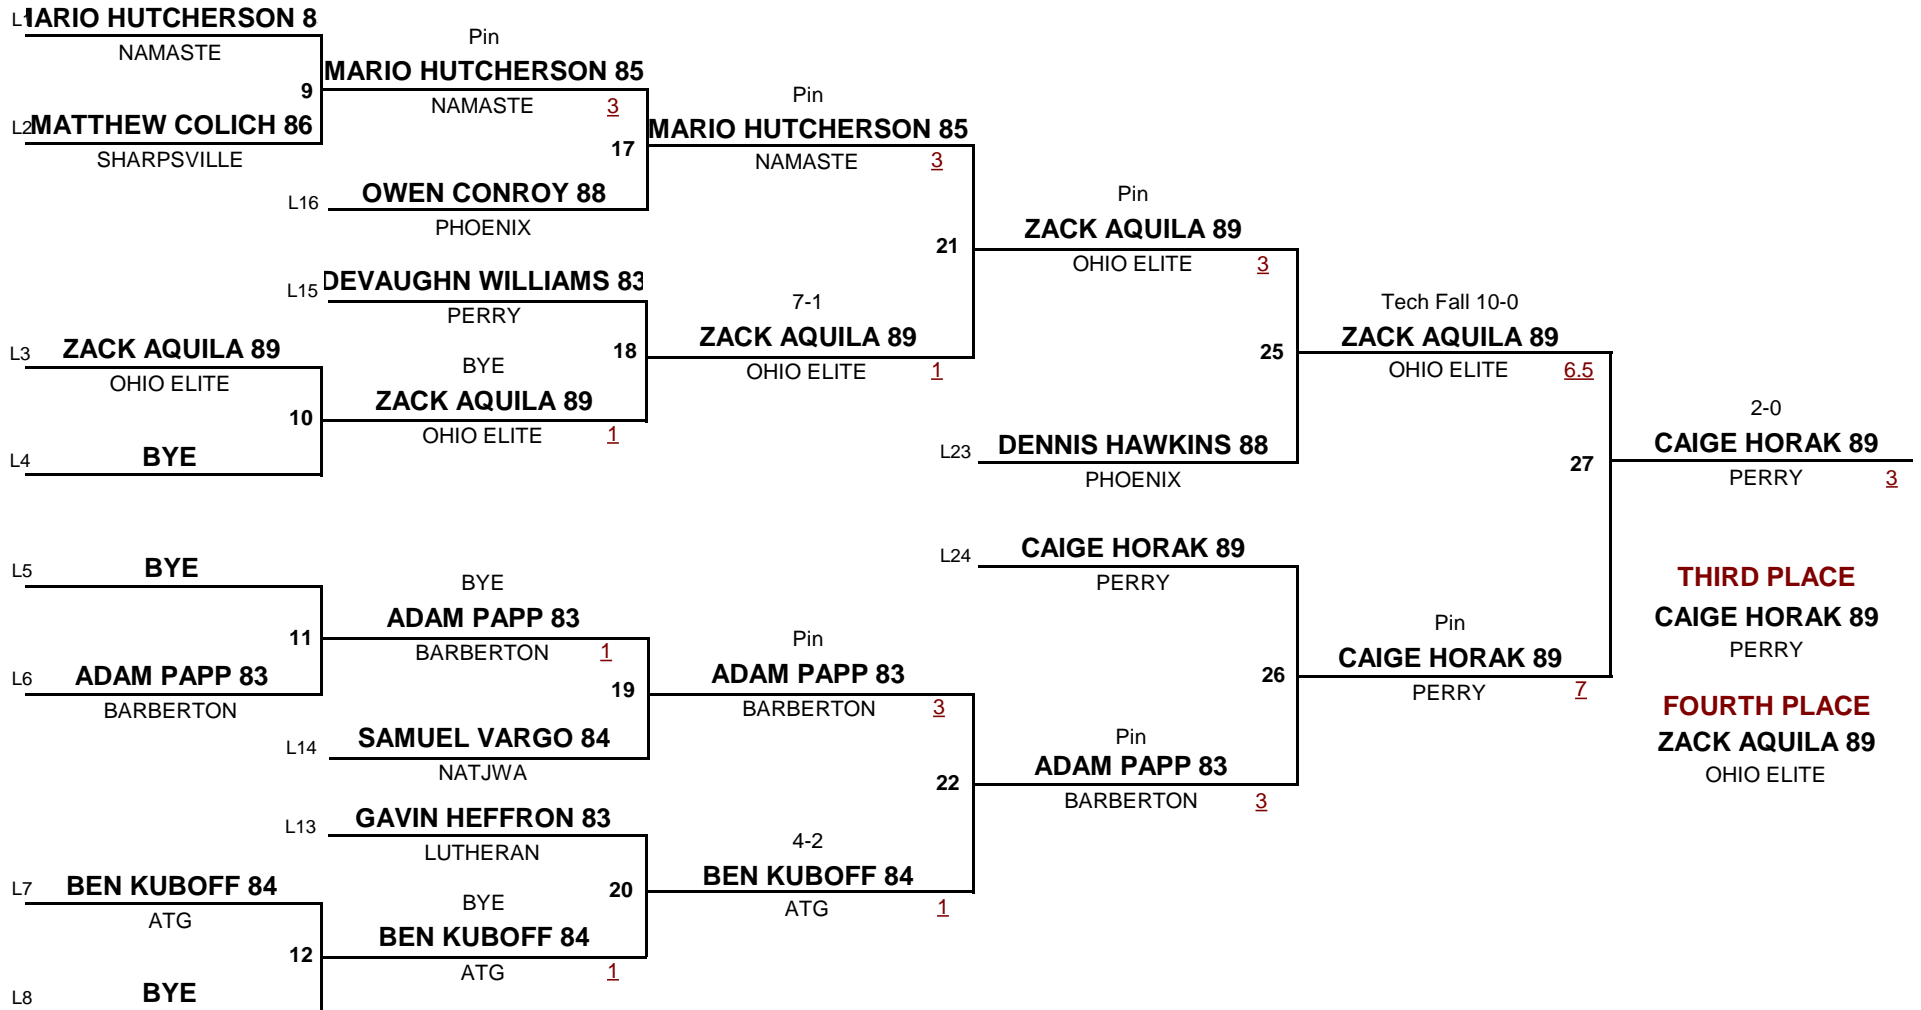 L1
MARIO HUTCHERSON 8
NAMASTE
9
L2
MATTHEW COLICH 86
SHARPSVILLE
Pin
MARIO HUTCHERSON 85
NAMASTE 3
17
L16
OWEN CONROY 88
PHOENIX
Pin
MARIO HUTCHERSON 85
NAMASTE 3
21
L15
DEVAUGHN WILLIAMS 83
PERRY
18
L3
ZACK AQUILA 89
OHIO ELITE
10
L4
BYE
BYE
ZACK AQUILA 89
OHIO ELITE 1
7-1
ZACK AQUILA 89
OHIO ELITE 1
Pin
ZACK AQUILA 89
OHIO ELITE 3
25
L23
DENNIS HAWKINS 88
PHOENIX
Tech Fall 10-0
ZACK AQUILA 89
OHIO ELITE 6.5
27
2-0
CAIGE HORAK 89
PERRY 3
L5
BYE
11
L6
ADAM PAPP 83
BARBERTON
BYE
ADAM PAPP 83
BARBERTON 1
19
L14
SAMUEL VARGO 84
NATJWA
Pin
ADAM PAPP 83
BARBERTON 3
22
L13
GAVIN HEFFRON 83
LUTHERAN
20
L7
BEN KUBOFF 84
ATG
12
L8
BYE
BYE
BEN KUBOFF 84
ATG 1
4-2
BEN KUBOFF 84
ATG 1
Pin
ADAM PAPP 83
BARBERTON 3
26
L24
CAIGE HORAK 89
PERRY
Pin
CAIGE HORAK 89
PERRY 7
THIRD PLACE
CAIGE HORAK 89
PERRY
FOURTH PLACE
ZACK AQUILA 89
OHIO ELITE